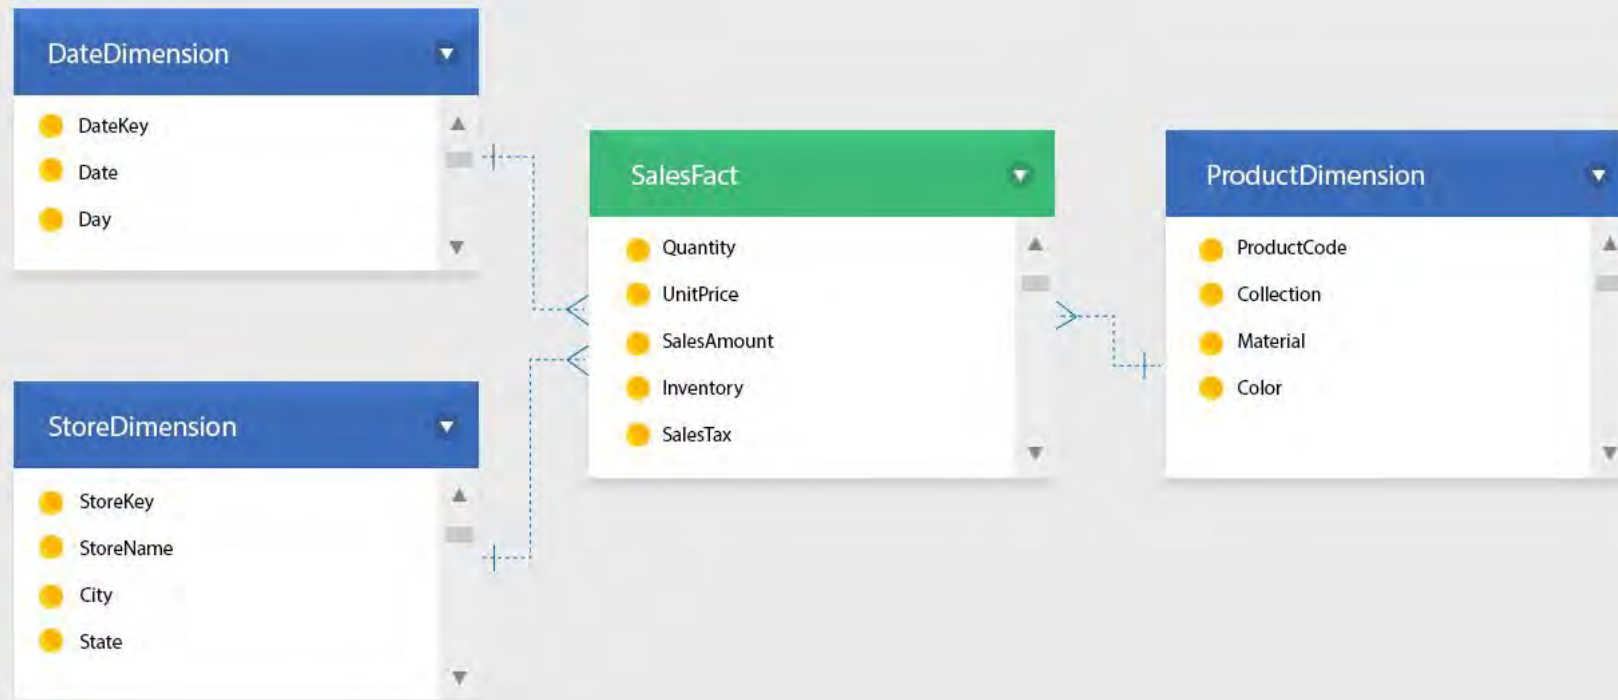 DateDimension
DateKey
Date
Day
StoreDimension
StoreKey
StoreName
City
State
SalesFact
Quantity
UnitPrice
SalesAmount
Inventory
SalesTax
ProductDimension
ProductCode
Collection
Material
Color